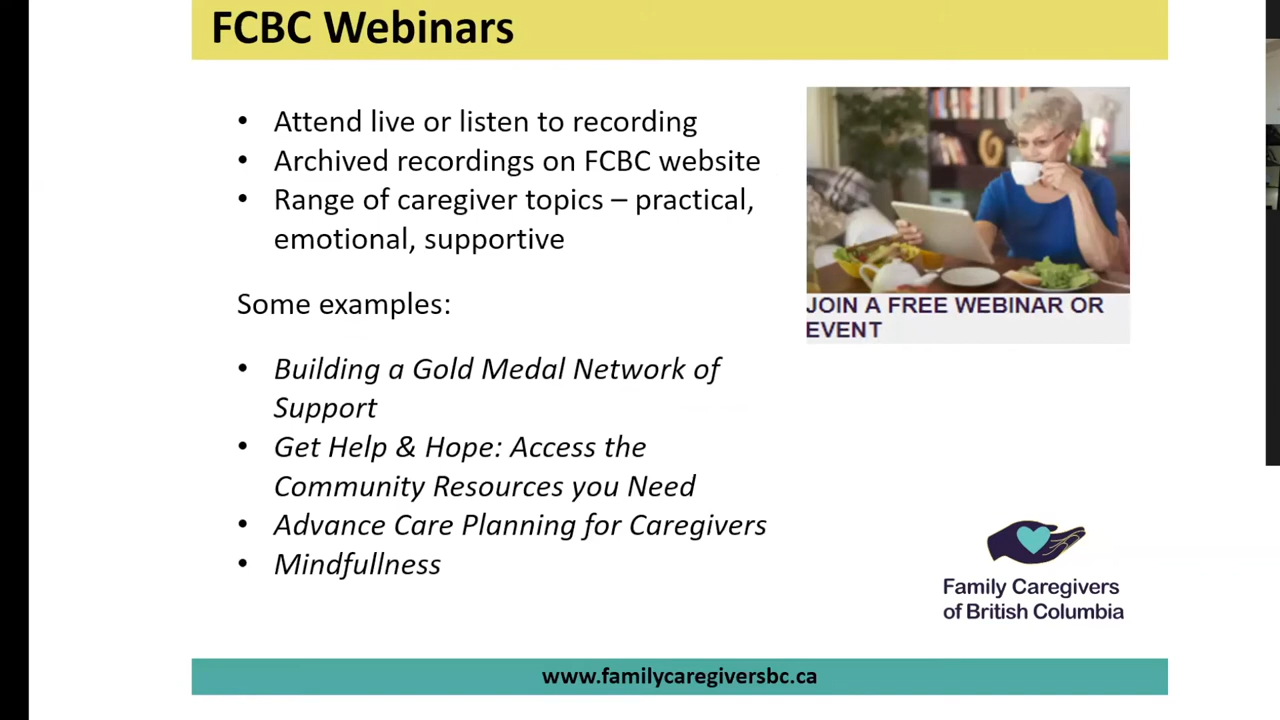 FCBC Webinars
• Attend live or listen to recording
• Archived recordings on FCBC website
• Range of caregiver topics – practical,
emotional, supportive
Some examples:
• Building a Gold Medal Network of
Support
• Get Help & Hope: Access the
Community Resources you Need
• Advance Care Planning for Caregivers
• Mindfullness
JOIN A FREE WEBINAR OR
EVENT
Family Caregivers
of British Columbia
www.familycaregiversbc.ca